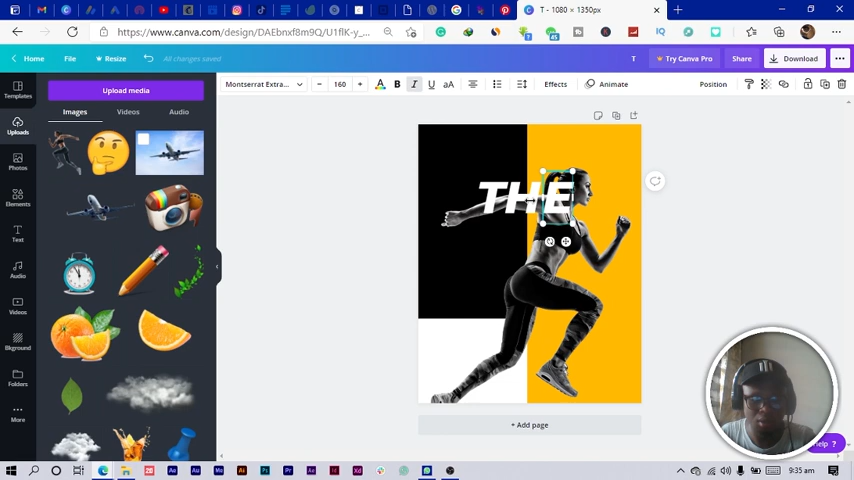 T - 1080 × 1350px
https://www.canva.com/design/DAEbnxf8m9Q/U1flK-y_...
Home
File
Resize
All changes saved
T
Try Canva Pro
Share
Download
Templates
Uploads
Photos
Elements
Text
Audio
Videos
Bkground
Folders
More
Upload media
Images
Videos
Audio
Montserrat Extra...
160
A
B
I
U
aA
Effects
Animate
Position
THE
+ Add page
Help ?
9:35 am